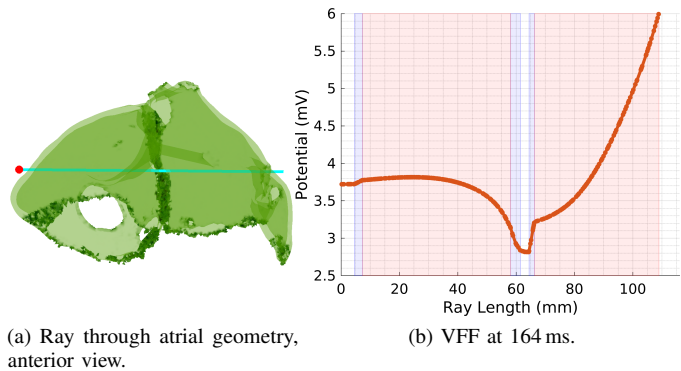 6
5.5
5
4.5
4
3.5
3
2.5
Potential (mV)
0 20 40 60 80 100
Ray Length (mm)
(a) Ray through atrial geometry,
anterior view.
(b) VFF at 164 ms.